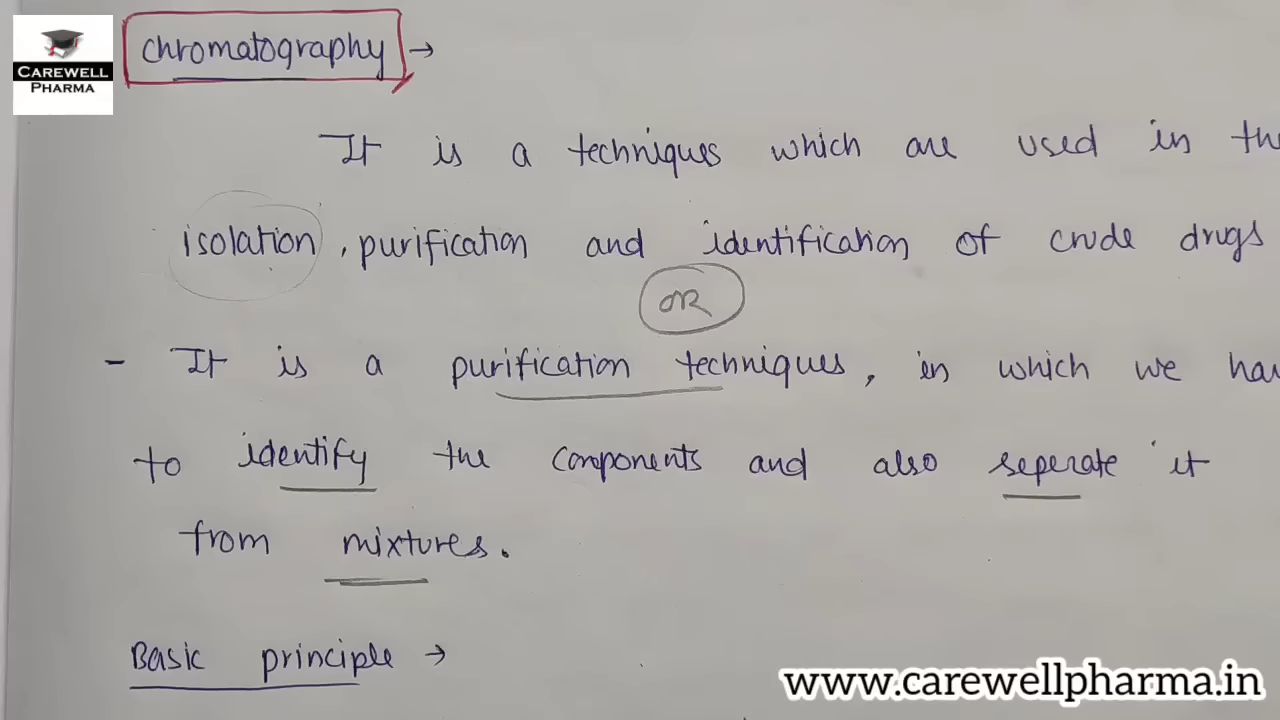 CAREWELL
PHARMA
chromatography →
It is a techniques which are used in th
isolation, purification and identification of crude drugs
OR
- It is a purification techniques, in which we ha
to identify the components and also seperate it
from mixtures.
Basic principle →
www.carewellpharma.in